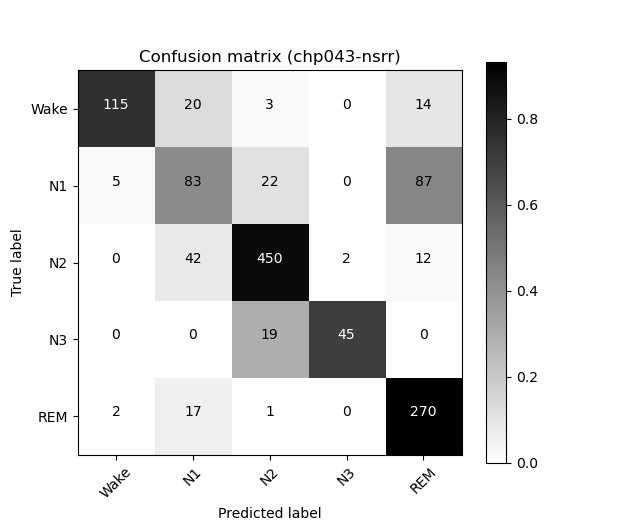 Confusion matrix (chp043-nsrr)
Wake 115 20 3 0 14
N1 5 83 22 0 87
N2 0 42 450 2 12
N3 0 0 19 45 0
REM 2 17 1 0 270
Wake N1 N2 N3 REM
Predicted label
True label
0.8
0.6
0.4
0.2
0.0